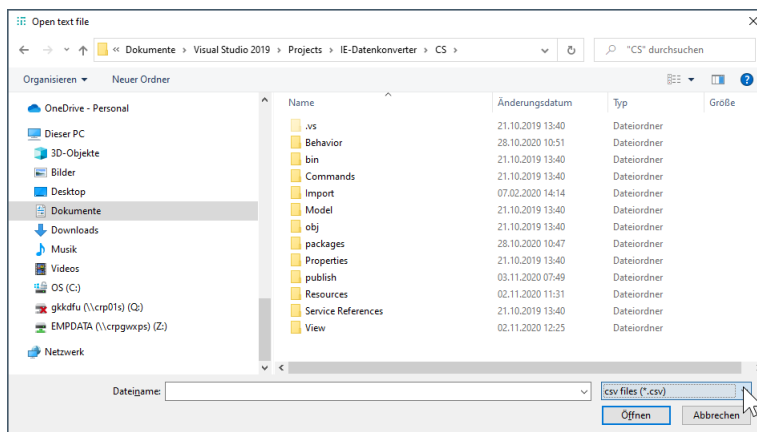 Open text file
« Dokumente › Visual Studio 2019 › Projects › IE-Datenkonverter › CS ›
"CS" durchsuchen
Organisieren Neuer Ordner
Name Änderungsdatum Typ Größe
OneDrive - Personal
Dieser PC
3D-Objekte
Bilder
Desktop
Dokumente
Downloads
Musik
Videos
OS (C:)
gkkdfu (\\crp01s) (Q:)
EMPDATA (\\crpgwxps) (Z:)
Netzwerk
.vs 21.10.2019 13:40 Dateiordner
Behavior 28.10.2020 10:51 Dateiordner
bin 21.10.2019 13:40 Dateiordner
Commands 21.10.2019 13:40 Dateiordner
Import 07.02.2020 14:14 Dateiordner
Model 21.10.2019 13:40 Dateiordner
obj 21.10.2019 13:40 Dateiordner
packages 28.10.2020 10:47 Dateiordner
Properties 21.10.2019 13:40 Dateiordner
publish 03.11.2020 07:49 Dateiordner
Resources 02.11.2020 11:31 Dateiordner
Service References 21.10.2019 13:40 Dateiordner
View 02.11.2020 12:25 Dateiordner
Dateiname:
csv files (*.csv)
Öffnen Abbrechen